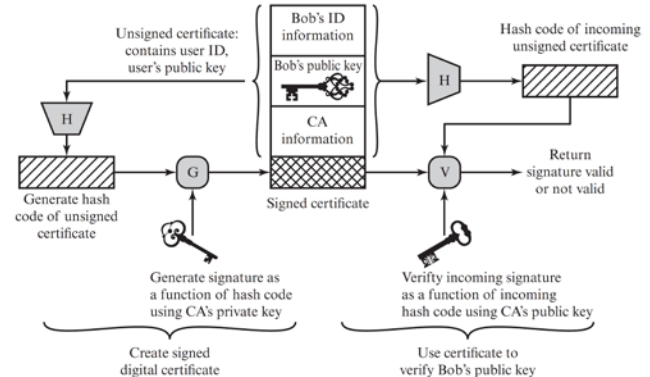 Unsigned certificate:
contains user ID,
user's public key
Bob's ID
information
Bob's public key
CA
information
Hash code of incoming
unsigned certificate
H
H
G
V
Generate hash
code of unsigned
certificate
Signed certificate
Return
signature valid
or not valid
Generate signature as
a function of hash code
using CA's private key
Verifty incoming signature
as a function of incoming
hash code using CA's public key
Create signed
digital certificate
Use certificate to
verify Bob's public key